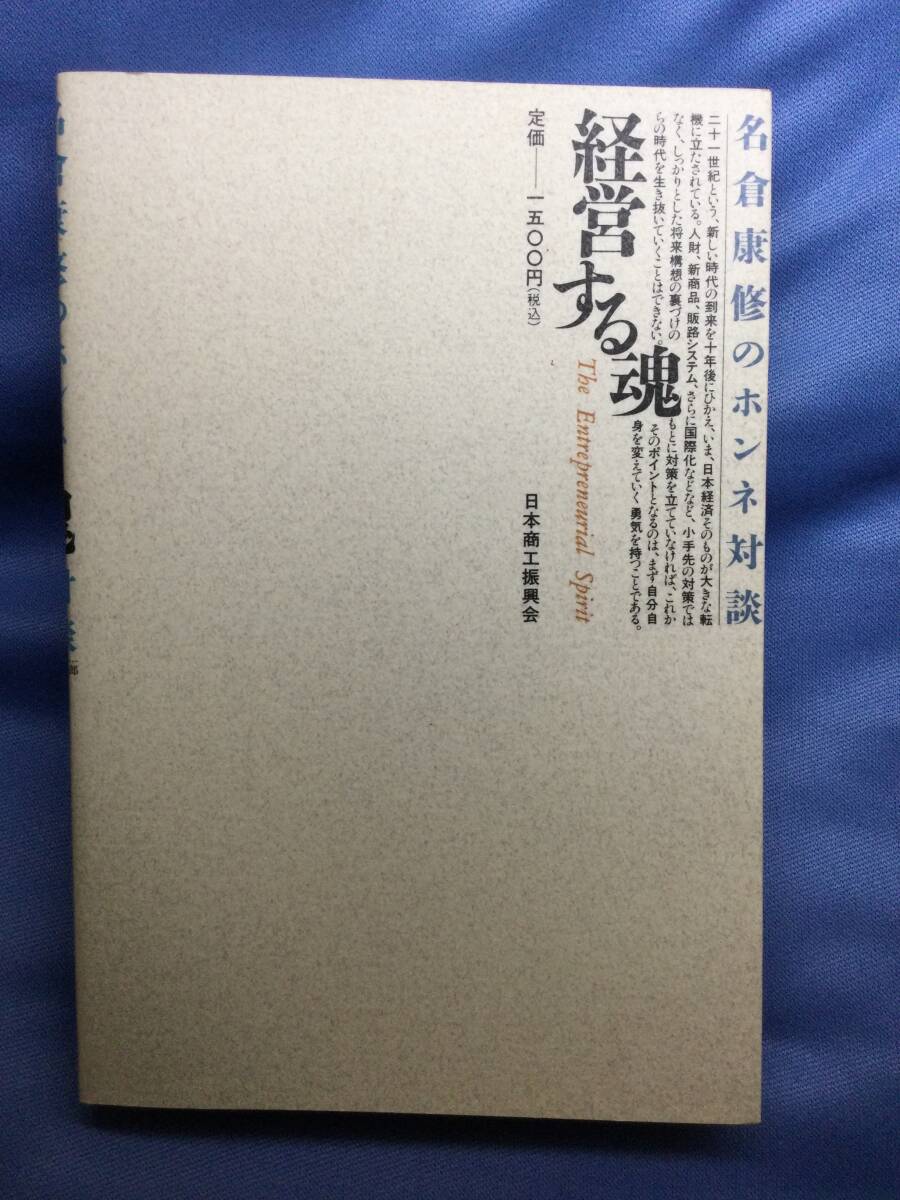 名倉康修のホンネ対談
二十一世紀という、新しい時代の到来を十年後にひかえ、いま、日本経済そのものが大きな転
機に立たされている。人財、新商品、販路システム、さらに国際化などなど、小手先の対策では
なく、しっかりとした将来構想の裏づけのもとに対策を立てていなければ、これか
らの時代を生き抜いていくことはできない。そのポイントとなるのは、まず自分自
身を変えていく勇気を持つことである。
経営する魂
The Entrepreneurial Spirit
定価——一五〇〇円(税込)
日本商工振興会